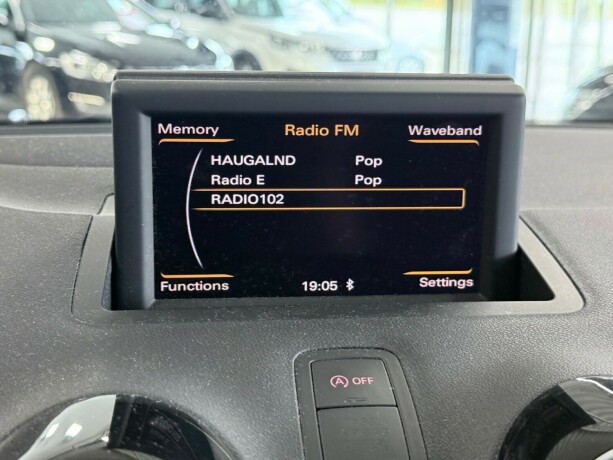 Memory Radio FM Waveband
HAUGALND Pop
Radio E Pop
RADIO102
Functions 19:05 Settings
A OFF